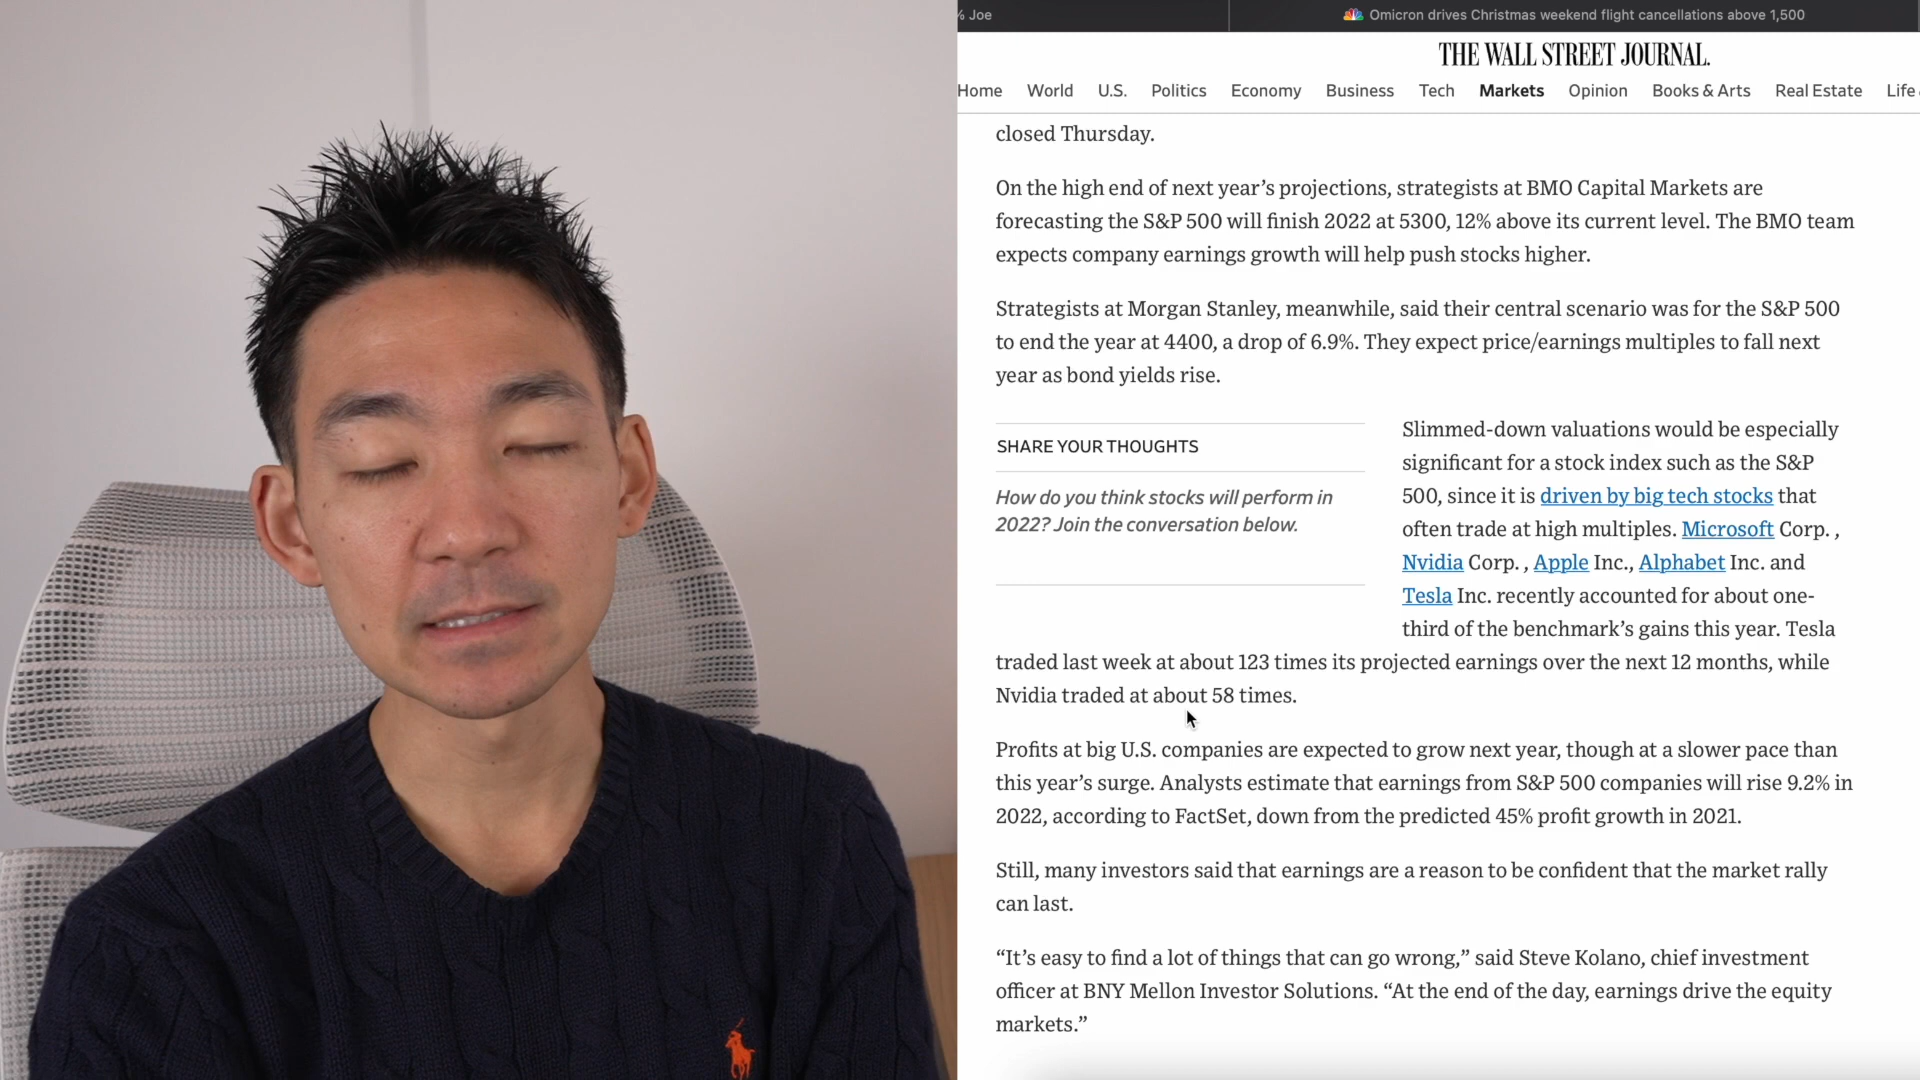 % Joe
Omicron drives Christmas weekend flight cancellations above 1,500
THE WALL STREET JOURNAL.
Home World U.S. Politics Economy Business Tech Markets Opinion Books & Arts Real Estate Life
closed Thursday.
On the high end of next year’s projections, strategists at BMO Capital Markets are
forecasting the S&P 500 will finish 2022 at 5300, 12% above its current level. The BMO team
expects company earnings growth will help push stocks higher.
Strategists at Morgan Stanley, meanwhile, said their central scenario was for the S&P 500
to end the year at 4400, a drop of 6.9%. They expect price/earnings multiples to fall next
year as bond yields rise.
SHARE YOUR THOUGHTS
How do you think stocks will perform in
2022? Join the conversation below.
Slimmed-down valuations would be especially
significant for a stock index such as the S&P
500, since it is driven by big tech stocks that
often trade at high multiples. Microsoft Corp. ,
Nvidia Corp. , Apple Inc., Alphabet Inc. and
Tesla Inc. recently accounted for about one-
third of the benchmark’s gains this year. Tesla
traded last week at about 123 times its projected earnings over the next 12 months, while
Nvidia traded at about 58 times.
Profits at big U.S. companies are expected to grow next year, though at a slower pace than
this year’s surge. Analysts estimate that earnings from S&P 500 companies will rise 9.2% in
2022, according to FactSet, down from the predicted 45% profit growth in 2021.
Still, many investors said that earnings are a reason to be confident that the market rally
can last.
“It’s easy to find a lot of things that can go wrong,” said Steve Kolano, chief investment
officer at BNY Mellon Investor Solutions. “At the end of the day, earnings drive the equity
markets.”